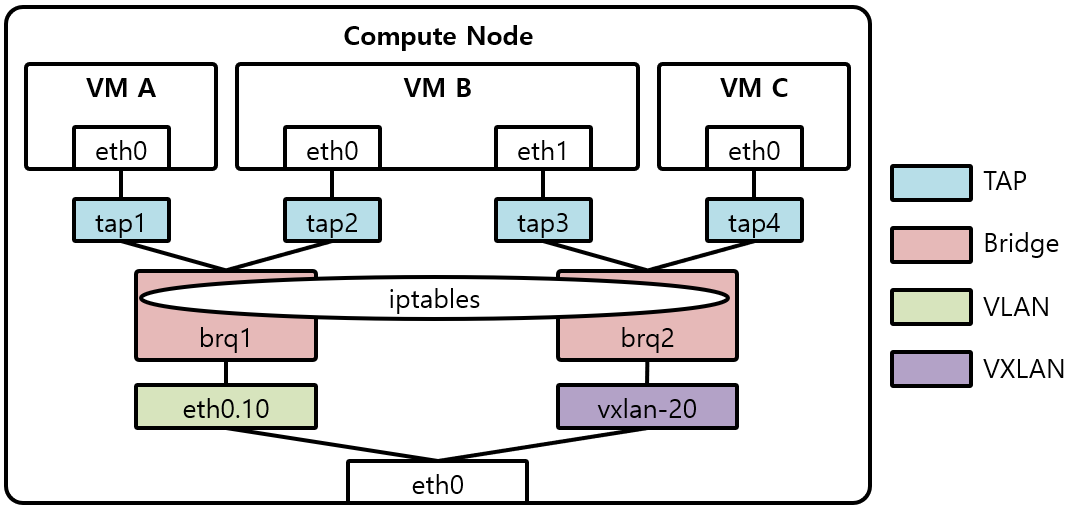 Compute Node
VM A
VM B
VM C
eth0
eth0
eth1
eth0
tap1
tap2
tap3
tap4
iptables
brq1
brq2
eth0.10
vxlan-20
eth0
TAP
Bridge
VLAN
VXLAN